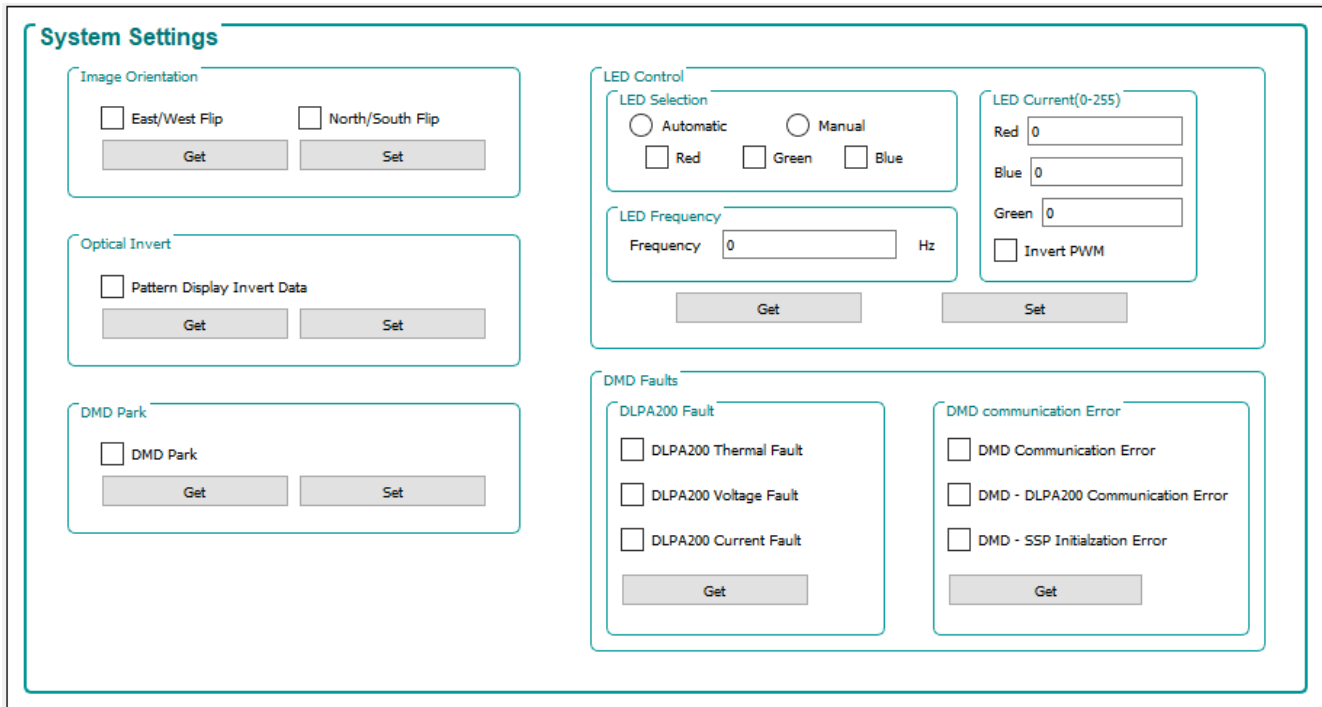 System Settings
Image Orientation
East/West Flip North/South Flip
Get Set
Optical Invert
Pattern Display Invert Data
Get Set
DMD Park
DMD Park
Get Set
LED Control
LED Selection
Automatic Manual
Red Green Blue
LED Frequency
Frequency 0 Hz
LED Current(0-255)
Red 0
Blue 0
Green 0
Invert PWM
Get Set
DMD Faults
DLPA200 Fault
DLPA200 Thermal Fault
DLPA200 Voltage Fault
DLPA200 Current Fault
Get
DMD communication Error
DMD Communication Error
DMD - DLPA200 Communication Error
DMD - SSP Initialzation Error
Get